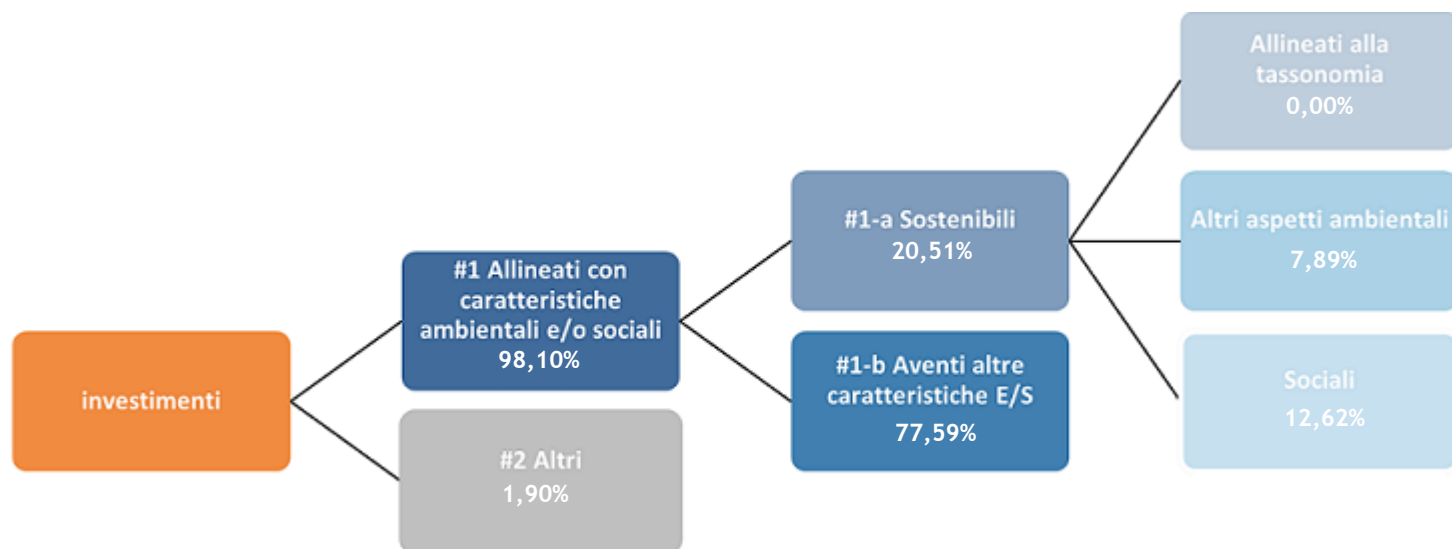 investimenti
#1 Allineati con
caratteristiche
ambientali e/o sociali
98,10%
#2 Altri
1,90%
#1-a Sostenibili
20,51%
#1-b Aventi altre
caratteristiche E/S
77,59%
Allineati alla
tassonomia
0,00%
Altri aspetti ambientali
7,89%
Sociali
12,62%